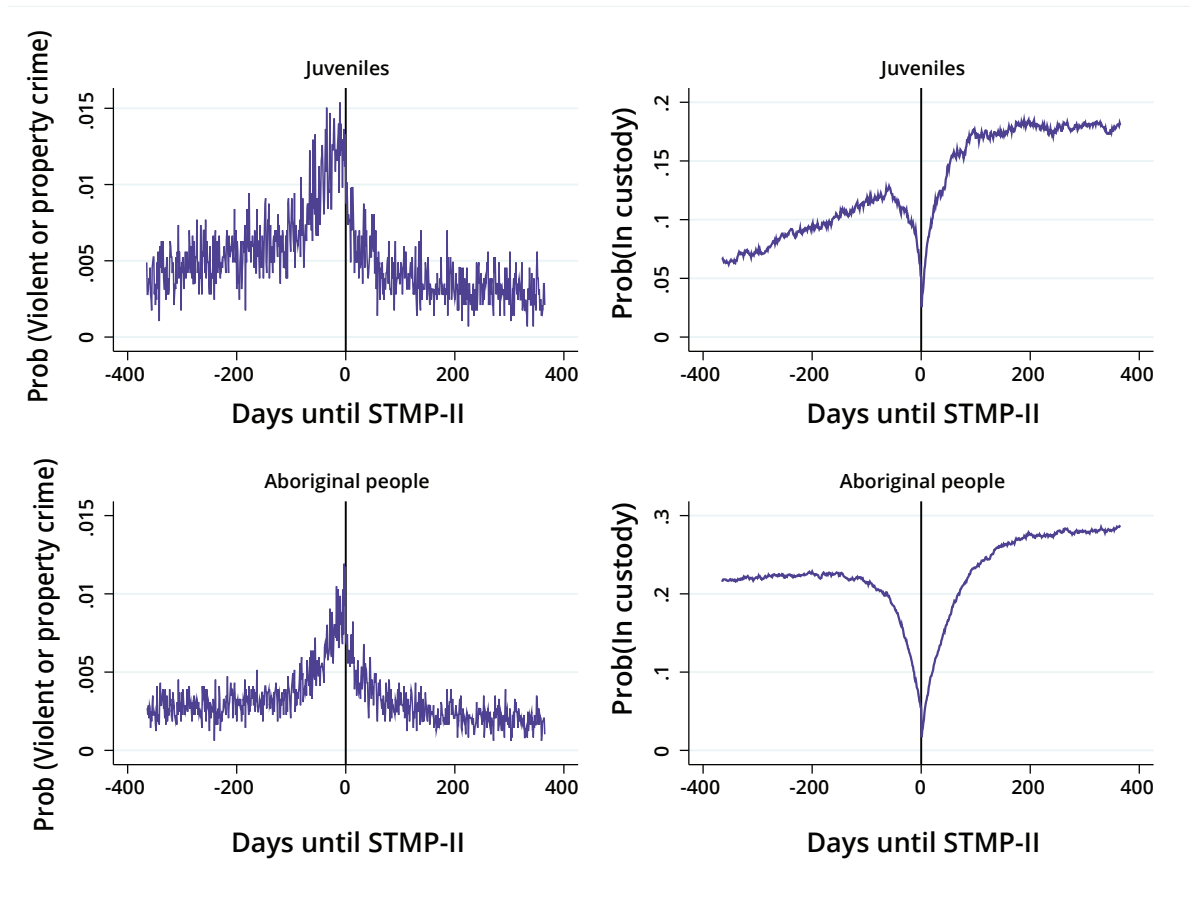 Juveniles
Prob (Violent or property crime)
.015
.01
.005
0
-400 -200 0 200 400
Days until STMP-II
Juveniles
Prob(In custody)
.2
.15
.1
.05
0
-400 -200 0 200 400
Days until STMP-II
Aboriginal people
Prob (Violent or property crime)
.015
.01
.005
0
-400 -200 0 200 400
Days until STMP-II
Aboriginal people
Prob(In custody)
.3
.2
.1
0
-400 -200 0 200 400
Days until STMP-II